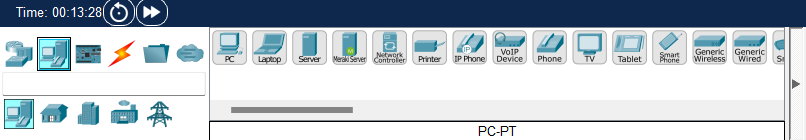 Time: 00:13:28
PC
Laptop
Server
Meraki Server
Network Controller
Printer
IP
IP Phone
VoIP Device
Phone
TV
Tablet
Smart Phone
Generic Wireless
Generic Wired
PC-PT